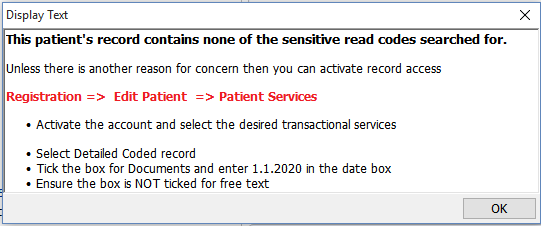 Display Text
This patient's record contains none of the sensitive read codes searched for.
Unless there is another reason for concern then you can activate record access
Registration => Edit Patient => Patient Services
• Activate the account and select the desired transactional services
• Select Detailed Coded record
• Tick the box for Documents and enter 1.1.2020 in the date box
• Ensure the box is NOT ticked for free text
OK